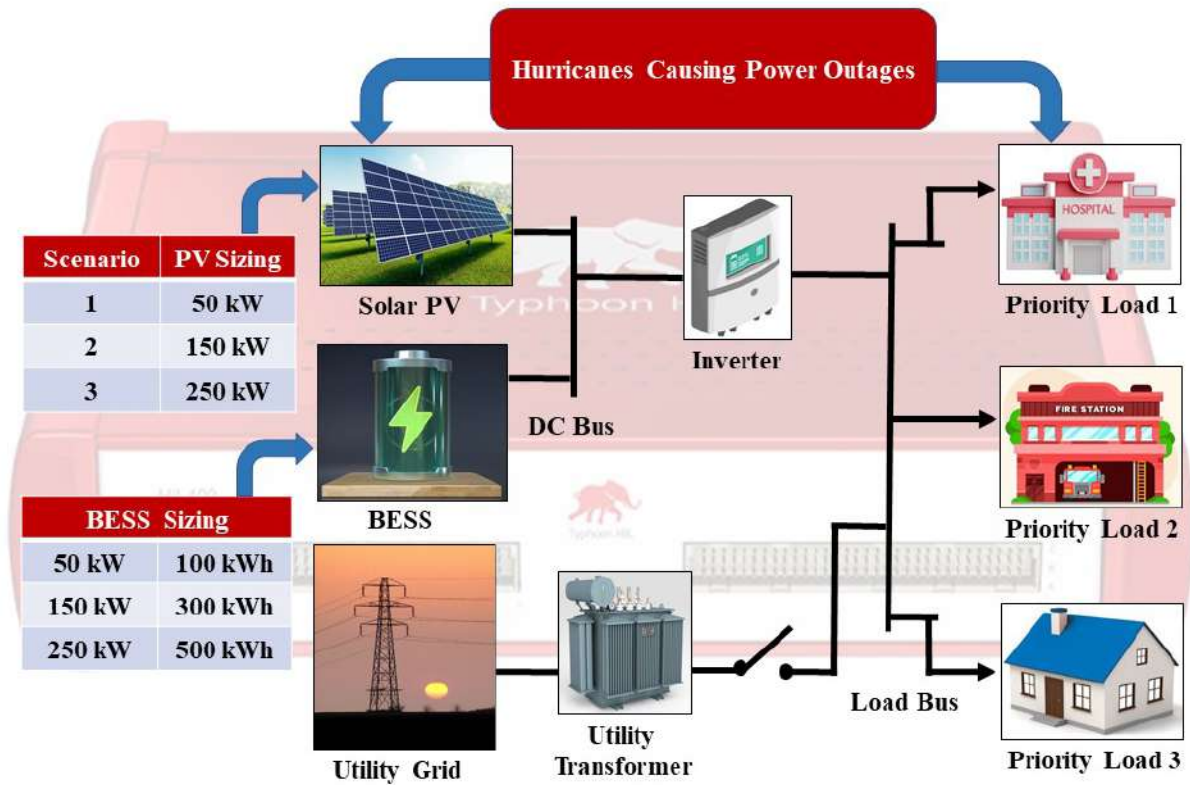 Hurricanes Causing Power Outages
Scenario PV Sizing
1 50 kW
2 150 kW
3 250 kW
Solar PV
Typhoon H
Inverter
HOSPITAL
Priority Load 1
DC Bus
BESS Sizing
50 kW 100 kWh
150 kW 300 kWh
250 kW 500 kWh
BESS
Typhoon HIL
FIRE STATION
Priority Load 2
Utility Grid
Utility
Transformer
Load Bus
Priority Load 3